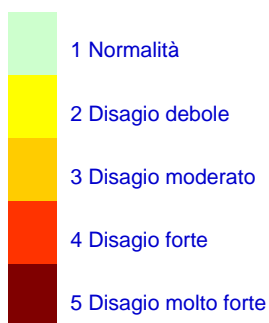 1 Normalità
2 Disagio debole
3 Disagio moderato
4 Disagio forte
5 Disagio molto forte